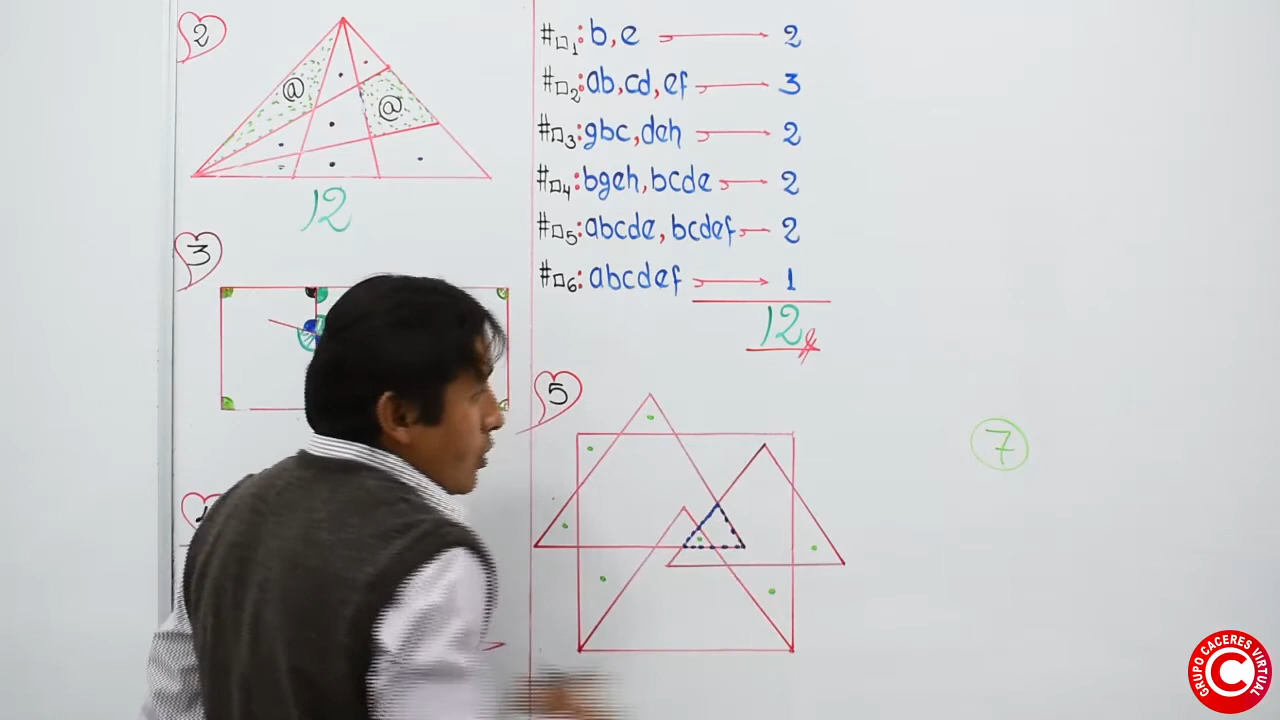 2
@
@
12
3
#□1: b, e → 2
#□2: ab, cd, ef → 3
#□3: gbc, deh → 2
#□4: bgeh, bcde → 2
#□5: abcde, bcdef → 2
#□6: abcdef → 1
12
5
7
GRUPO CACERES VIRTUAL
C